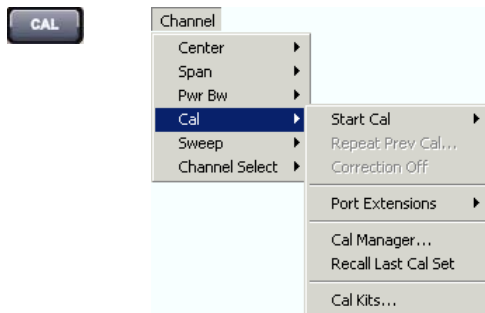 CAL
Channel
Center
Span
Pwr Bw
Cal
Sweep
Channel Select
Start Cal
Repeat Prev Cal...
Correction Off
Port Extensions
Cal Manager...
Recall Last Cal Set
Cal Kits...